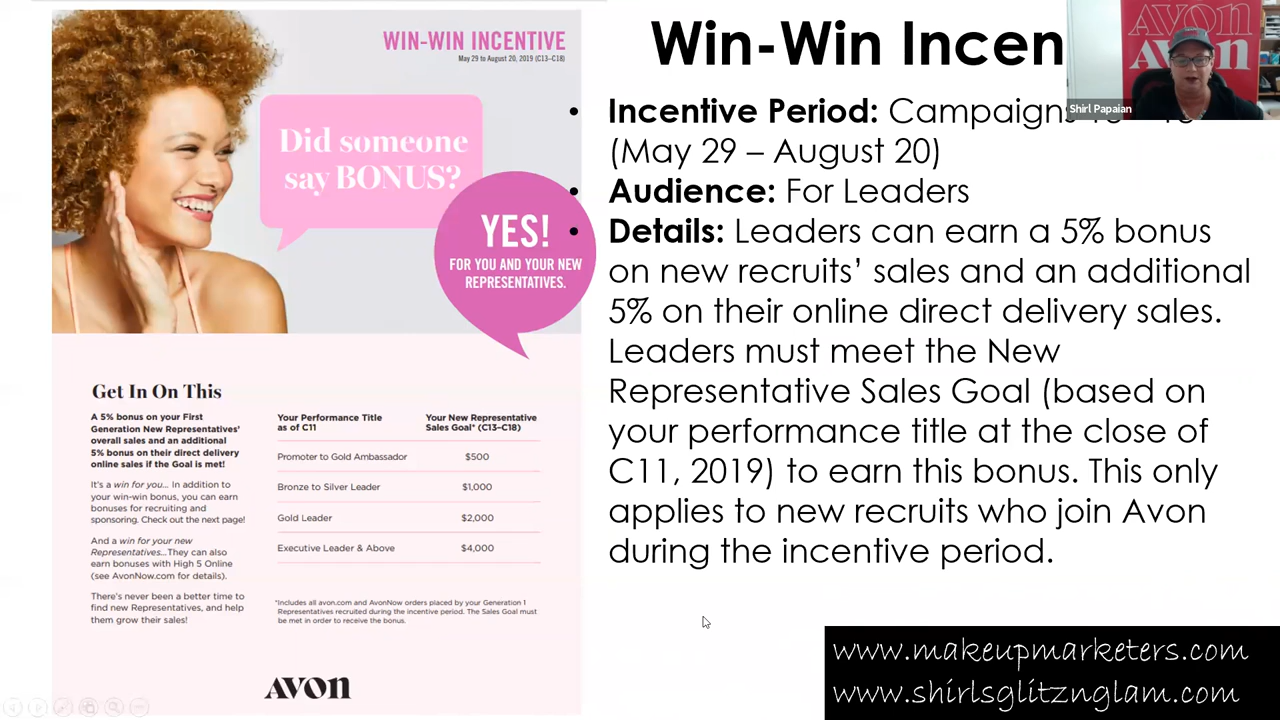 WIN-WIN INCENTIVE
May 29 to August 20, 2019 (C13–C18)
Did someone
say BONUS?
YES!
FOR YOU AND YOUR NEW
REPRESENTATIVES.
Get In On This
A 5% bonus on your First
Generation New Representatives'
overall sales and an additional
5% bonus on their direct delivery
online sales if the Goal is met!
It's a win for you... In addition to
your win-win bonus, you can earn
bonuses for recruiting and
sponsoring. Check out the next page!
And a win for your new
Representatives...They can also
earn bonuses with High 5 Online
(see AvonNow.com for details).
There's never been a better time to
find new Representatives, and help
them grow their sales!
Your Performance Title
as of C11
Your New Representative
Sales Goal* (C13–C18)
Promoter to Gold Ambassador $500
Bronze to Silver Leader $1,000
Gold Leader $2,000
Executive Leader & Above $4,000
*Includes all avon.com and AvonNow orders placed by your Generation 1
Representatives recruited during the incentive period. The Sales Goal must
be met in order to receive the bonus.
AVON
Win-Win Incen
• Incentive Period: Campaigns
(May 29 – August 20)
• Audience: For Leaders
• Details: Leaders can earn a 5% bonus
on new recruits’ sales and an additional
5% on their online direct delivery sales.
Leaders must meet the New
Representative Sales Goal (based on
your performance title at the close of
C11, 2019) to earn this bonus. This only
applies to new recruits who join Avon
during the incentive period.
AVON
AVON
Shirl Papaian
www.makeupmarketers.com
www.shirlsglitznglam.com